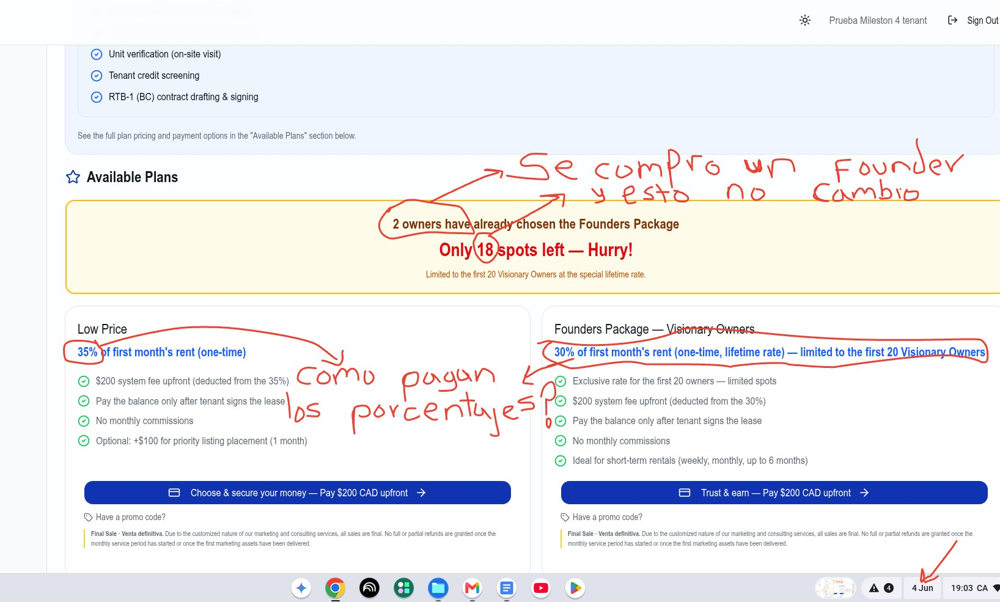 Prueba Mileston 4 tenant
Sign Out
Unit verification (on-site visit)
Tenant credit screening
RTB-1 (BC) contract drafting & signing
See the full plan pricing and payment options in the "Available Plans" section below.
Se compro un Founder
y esto no cambio
Available Plans
2 owners have already chosen the Founders Package
Only 18 spots left — Hurry!
Limited to the first 20 Visionary Owners at the special lifetime rate.
Low Price
35% of first month's rent (one-time)
$200 system fee upfront (deducted from the 35%)
Pay the balance only after tenant signs the lease
No monthly commissions
Optional: +$100 for priority listing placement (1 month)
Choose & secure your money — Pay $200 CAD upfront
Have a promo code?
Final Sale · Venta definitiva. Due to the customized nature of our marketing and consulting services, all sales are final. No full or partial refunds are granted once the
monthly service period has started or once the first marketing assets have been delivered.
como pagan
los porcentajes?
Founders Package — Visionary Owners
30% of first month's rent (one-time, lifetime rate) — limited to the first 20 Visionary Owners
Exclusive rate for the first 20 owners — limited spots
$200 system fee upfront (deducted from the 30%)
Pay the balance only after tenant signs the lease
No monthly commissions
Ideal for short-term rentals (weekly, monthly, up to 6 months)
Trust & earn — Pay $200 CAD upfront
Have a promo code?
Final Sale · Venta definitiva. Due to the customized nature of our marketing and consulting services, all sales are final. No full or partial refunds are granted once the
monthly service period has started or once the first marketing assets have been delivered.
4
4 Jun
19:03 CA